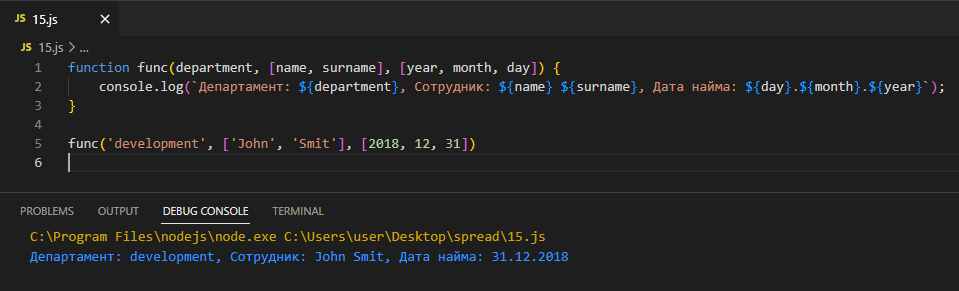 JS 15.js ×
JS 15.js > ...
1 function func(department, [name, surname], [year, month, day]) {
2 console.log(`Департамент: ${department}, Сотрудник: ${name} ${surname}, Дата найма: ${day}.${month}.${year}`);
3 }
4
5 func('development', ['John', 'Smit'], [2018, 12, 31])
6
PROBLEMS OUTPUT DEBUG CONSOLE TERMINAL
C:\Program Files\nodejs\node.exe C:\Users\user\Desktop\spread\15.js
Департамент: development, Сотрудник: John Smit, Дата найма: 31.12.2018